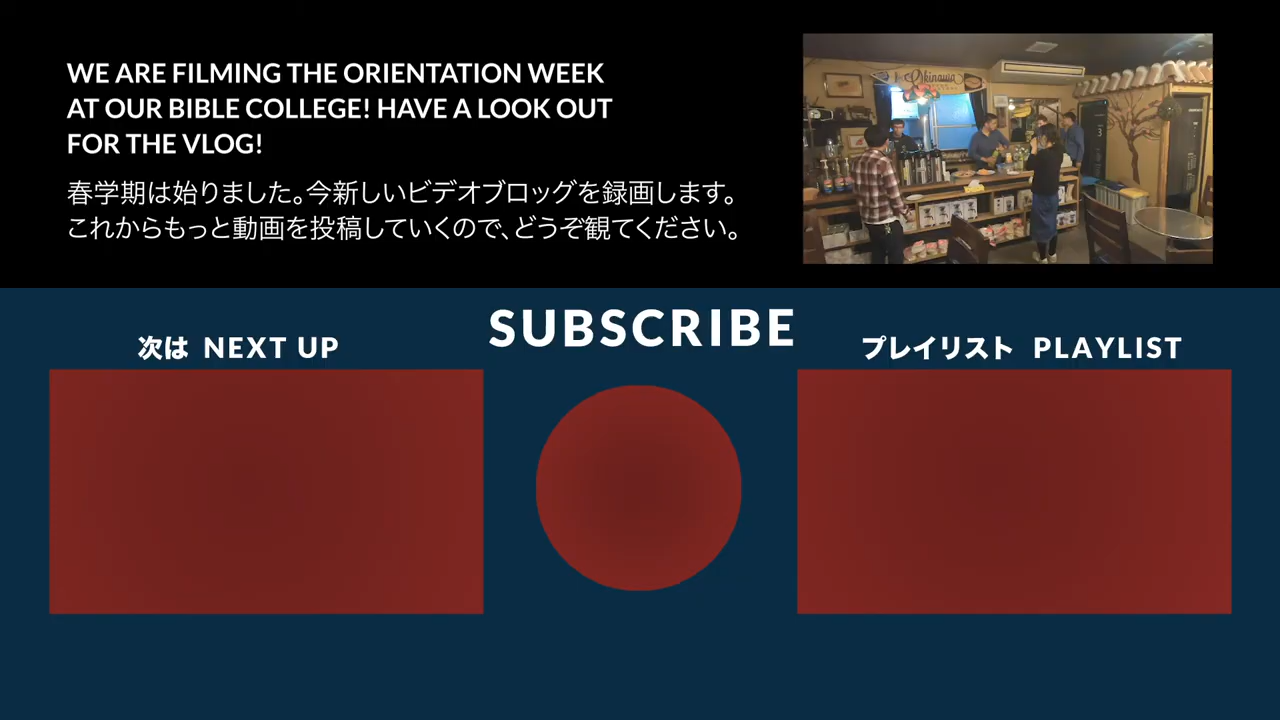 WE ARE FILMING THE ORIENTATION WEEK
AT OUR BIBLE COLLEGE! HAVE A LOOK OUT
FOR THE VLOG!
春学期は始りました。今新しいビデオブロッグを録画します。
これからもっと動画を投稿していくので、どうぞ観てください。
Okinawa
SUBSCRIBE
次は NEXT UP
プレイリスト PLAYLIST